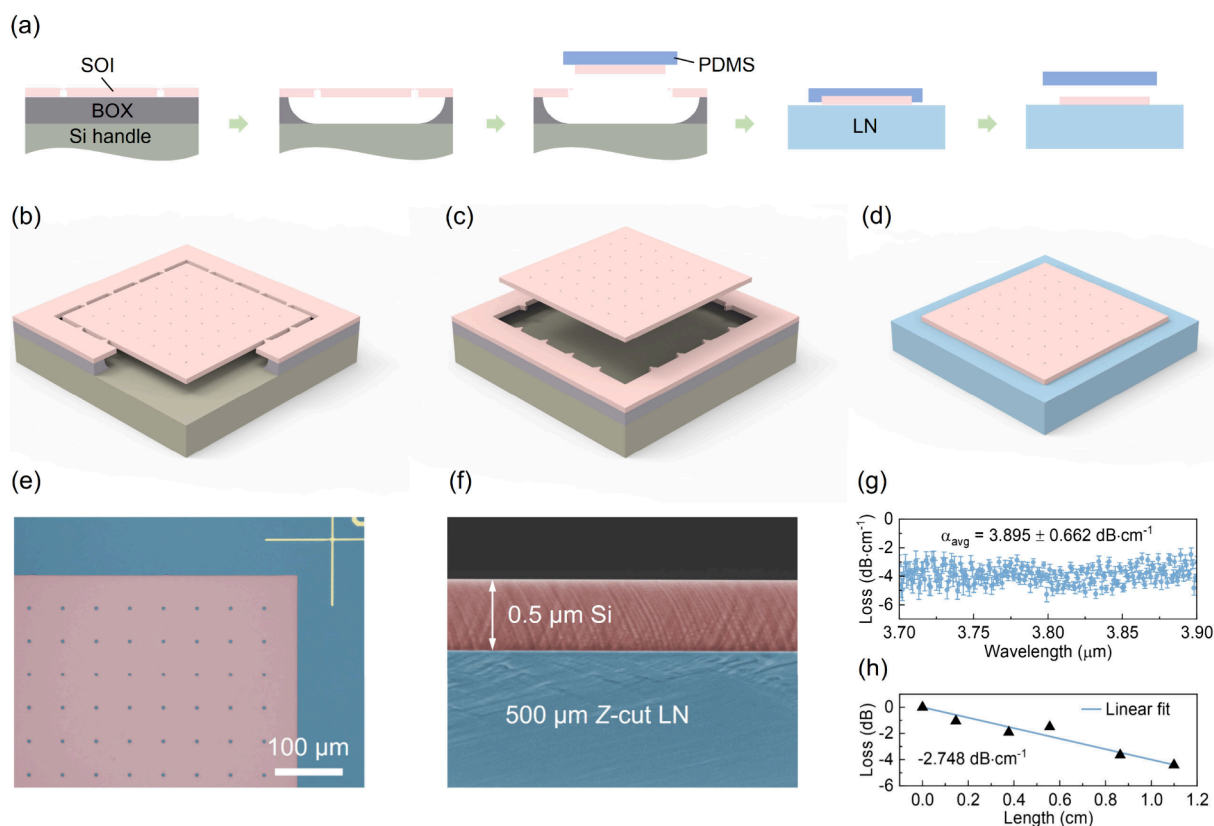 (a)
SOI
BOX
Si handle
PDMS
LN
(b)
(c)
(d)
(e)
100 μm
(f)
0.5 μm Si
500 μm Z-cut LN
(g)
αavg = 3.895 ± 0.662 dB·cm⁻¹
Loss (dB·cm⁻¹)
0
-2
-4
-6
3.70 3.75 3.80 3.85 3.90
Wavelength (μm)
(h)
Linear fit
-2.748 dB·cm⁻¹
Loss (dB)
0
-2
-4
-6
0.0 0.2 0.4 0.6 0.8 1.0 1.2
Length (cm)